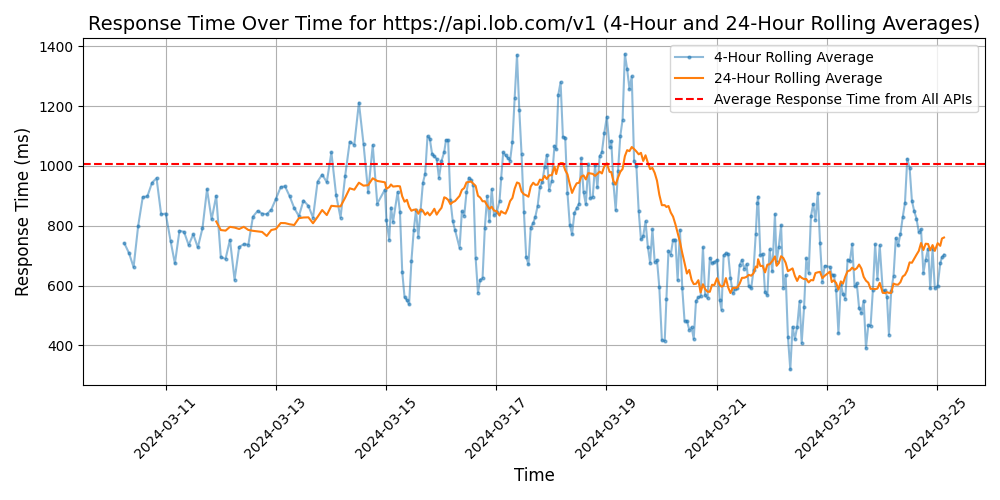 Response Time Over Time for https://api.lob.com/v1 (4-Hour and 24-Hour Rolling Averages)
4-Hour Rolling Average
24-Hour Rolling Average
Average Response Time from All APIs
Response Time (ms)
1400
1200
1000
800
600
400
2024-03-11
2024-03-13
2024-03-15
2024-03-17
2024-03-19
2024-03-21
2024-03-23
2024-03-25
Time